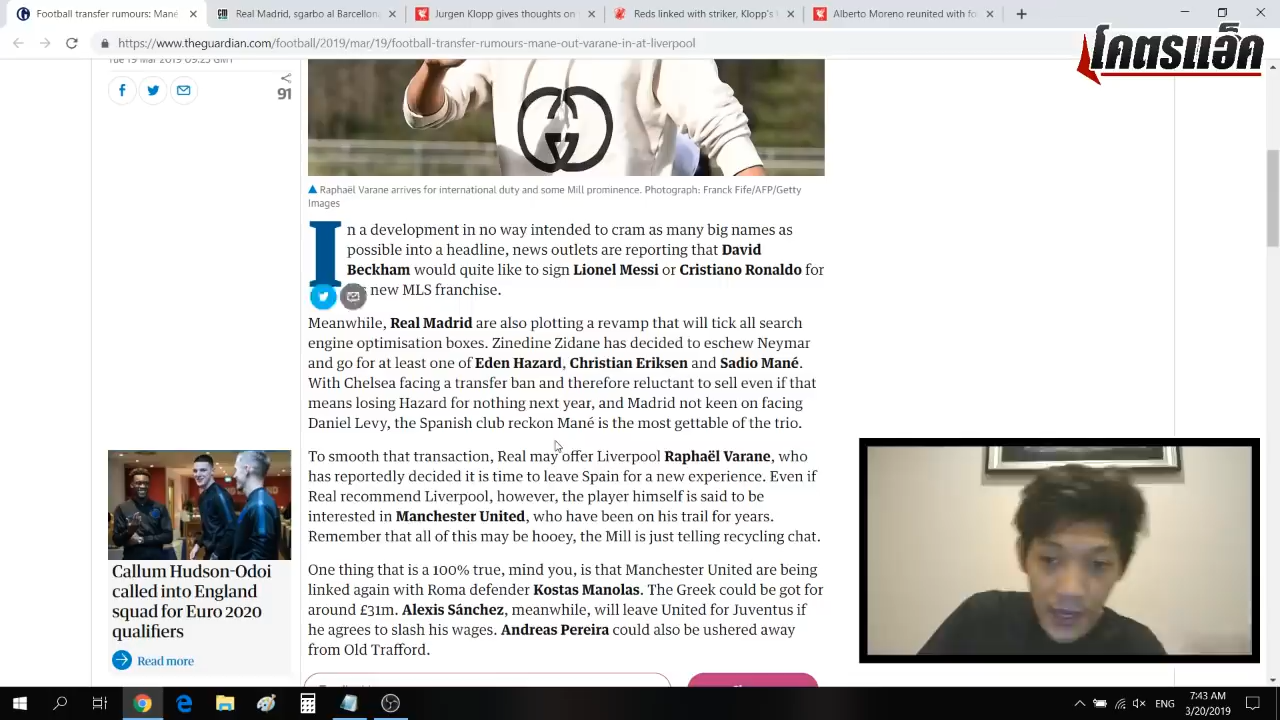 Football transfer rumours: Mané
Real Madrid, sgarbo al Barcellona
Jurgen Klopp gives thoughts on
Reds linked with striker, Klopp's
Alberto Moreno reunited with fo
https://www.theguardian.com/football/2019/mar/19/football-transfer-rumours-mane-out-varane-in-at-liverpool
โคตรแอ็ค
Tue 19 Mar 2019 09.25 GMT
91
Raphaël Varane arrives for international duty and some Mill prominence. Photograph: Franck Fife/AFP/Getty
Images
In a development in no way intended to cram as many big names as
possible into a headline, news outlets are reporting that David
Beckham would quite like to sign Lionel Messi or Cristiano Ronaldo for
new MLS franchise.
Meanwhile, Real Madrid are also plotting a revamp that will tick all search
engine optimisation boxes. Zinedine Zidane has decided to eschew Neymar
and go for at least one of Eden Hazard, Christian Eriksen and Sadio Mané.
With Chelsea facing a transfer ban and therefore reluctant to sell even if that
means losing Hazard for nothing next year, and Madrid not keen on facing
Daniel Levy, the Spanish club reckon Mané is the most gettable of the trio.
To smooth that transaction, Real may offer Liverpool Raphaël Varane, who
has reportedly decided it is time to leave Spain for a new experience. Even if
Real recommend Liverpool, however, the player himself is said to be
interested in Manchester United, who have been on his trail for years.
Remember that all of this may be hooey, the Mill is just telling recycling chat.
One thing that is a 100% true, mind you, is that Manchester United are being
linked again with Roma defender Kostas Manolas. The Greek could be got for
around £31m. Alexis Sánchez, meanwhile, will leave United for Juventus if
he agrees to slash his wages. Andreas Pereira could also be ushered away
from Old Trafford.
Callum Hudson-Odoi
called into England
squad for Euro 2020
qualifiers
Read more
ENG
7:43 AM
3/20/2019